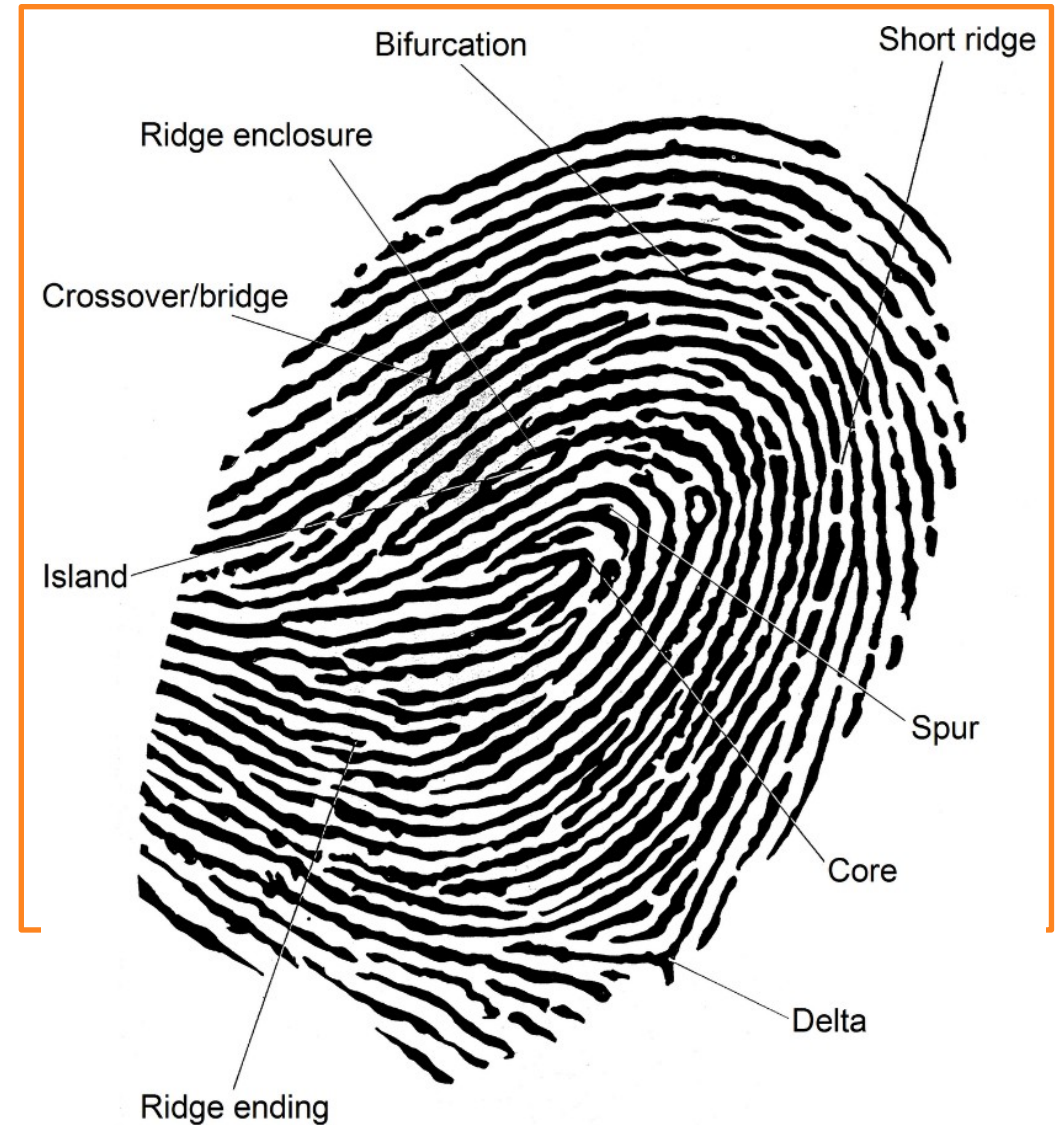 Bifurcation
Short ridge
Ridge enclosure
Crossover/bridge
Island
Spur
Core
Delta
Ridge ending